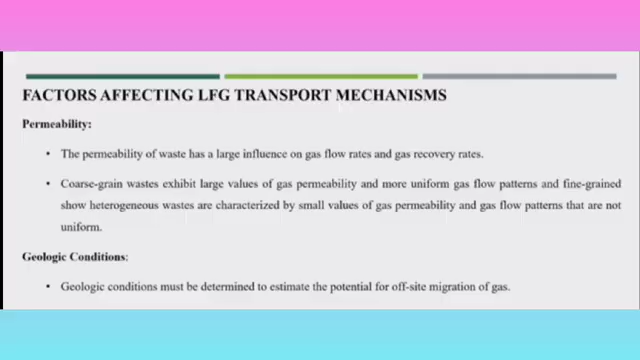 FACTORS AFFECTING LFG TRANSPORT MECHANISMS
Permeability:
• The permeability of waste has a large influence on gas flow rates and gas recovery rates.
• Coarse-grain wastes exhibit large values of gas permeability and more uniform gas flow patterns and fine-grained
show heterogeneous wastes are characterized by small values of gas permeability and gas flow patterns that are not
uniform.
Geologic Conditions:
• Geologic conditions must be determined to estimate the potential for off-site migration of gas.